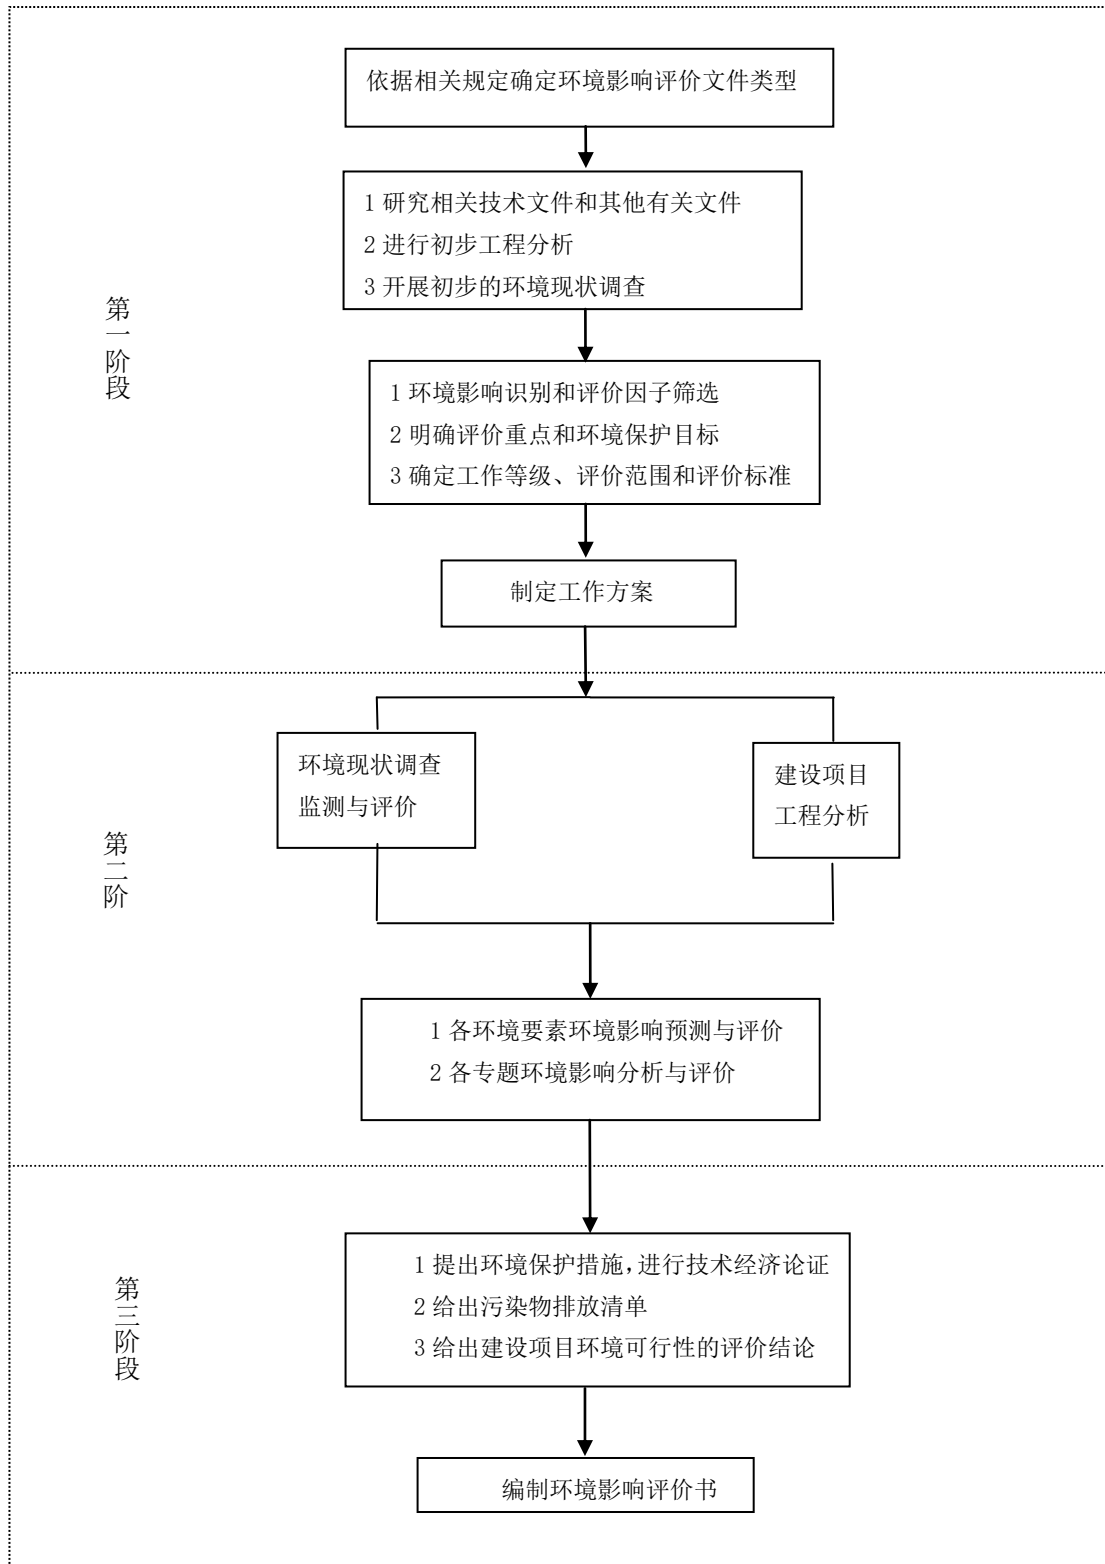 依据相关规定确定环境影响评价文件类型
1 研究相关技术文件和其他有关文件
2 进行初步工程分析
3 开展初步的环境现状调查
第一阶段
1 环境影响识别和评价因子筛选
2 明确评价重点和环境保护目标
3 确定工作等级、评价范围和评价标准
制定工作方案
环境现状调查
监测与评价
建设项目
工程分析
第二阶
1 各环境要素环境影响预测与评价
2 各专题环境影响分析与评价
第三阶段
1 提出环境保护措施,进行技术经济论证
2 给出污染物排放清单
3 给出建设项目环境可行性的评价结论
编制环境影响评价书